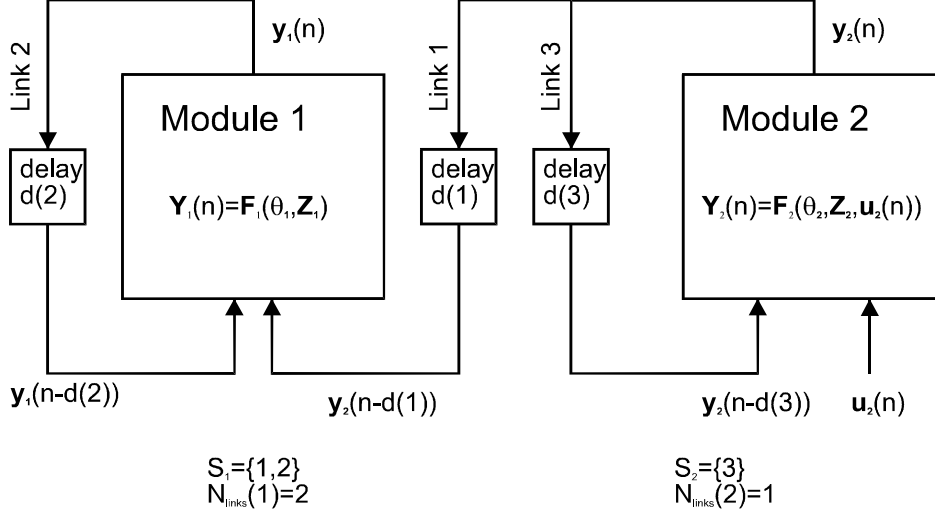 y₁(n)
y₂(n)
Link 2
Link 1
Link 3
Module 1
Module 2
delay
d(2)
delay
d(1)
delay
d(3)
Y₁(n)=F₁(θ₁,Z₁)
Y₂(n)=F₂(θ₂,Z₂,u₂(n))
y₁(n-d(2))
y₂(n-d(1))
y₂(n-d(3))
u₂(n)
S₁={1,2}
N_links(1)=2
S₂={3}
N_links(2)=1